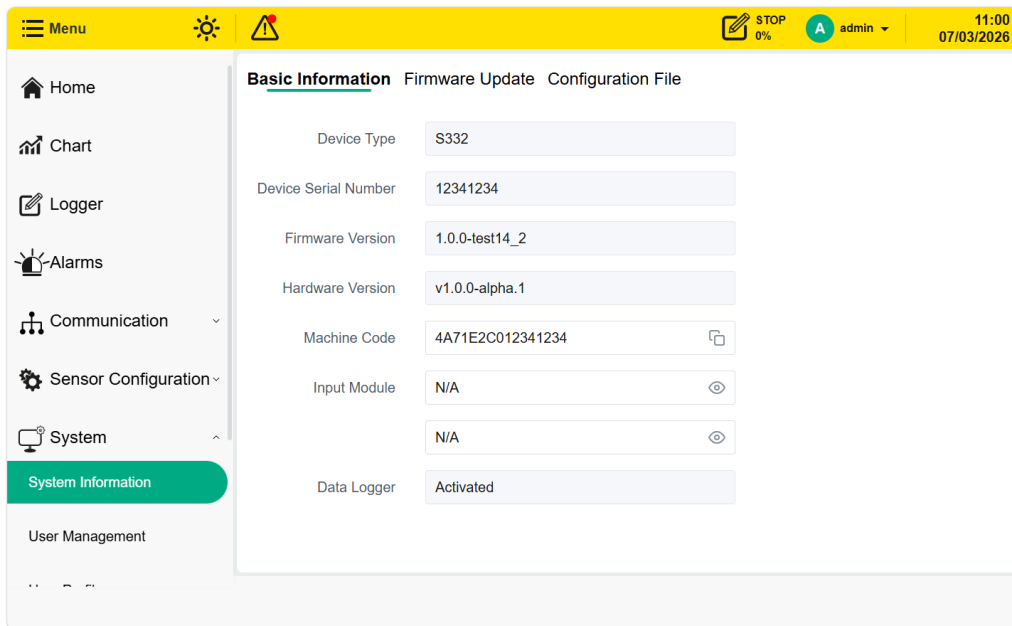 Menu
STOP
0%
A
admin
11:00
07/03/2026
Home
Chart
Logger
Alarms
Communication
Sensor Configuration
System
System Information
User Management
Basic Information Firmware Update Configuration File
Device Type S332
Device Serial Number 12341234
Firmware Version 1.0.0-test14_2
Hardware Version v1.0.0-alpha.1
Machine Code 4A71E2C012341234
Input Module N/A
N/A
Data Logger Activated